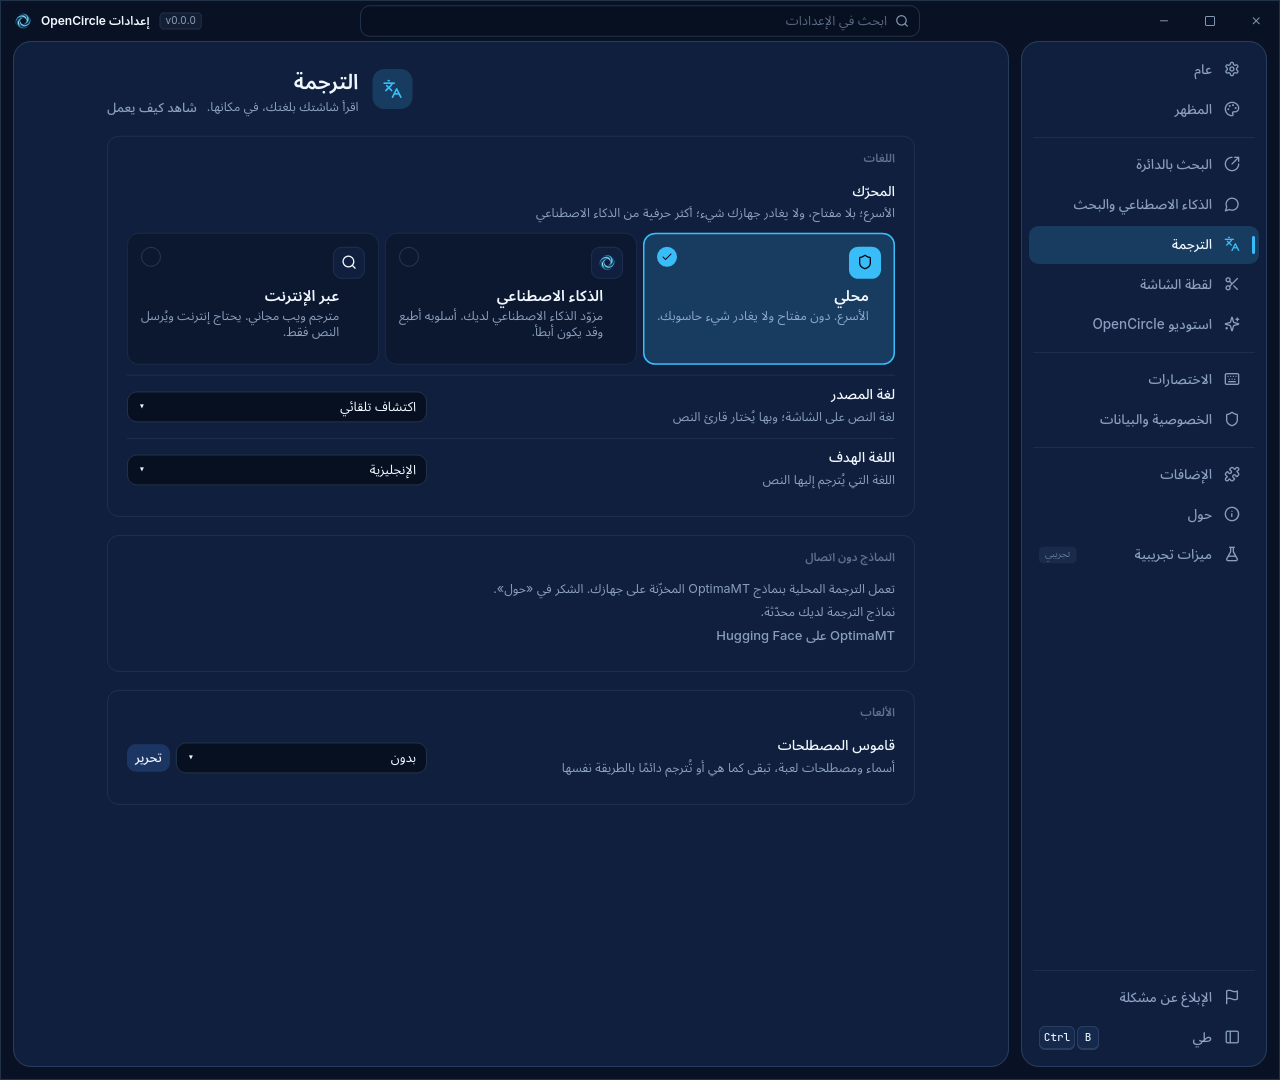 إعدادات OpenCircle
v0.0.0
ابحث في الإعدادات
عام
المظهر
البحث بالدائرة
الذكاء الاصطناعي والبحث
الترجمة
لقطة الشاشة
استوديو OpenCircle
الاختصارات
الخصوصية والبيانات
الإضافات
حول
ميزات تجريبية
تجريبي
الإبلاغ عن مشكلة
طي
Ctrl B
الترجمة
اقرأ شاشتك بلغتك، في مكانها. شاهد كيف يعمل
اللغات
المحرّك
الأسرع؛ بلا مفتاح، ولا يغادر جهازك شيء؛ أكثر حرفية من الذكاء الاصطناعي
محلي
الأسرع. دون مفتاح ولا يغادر شيء حاسوبك.
الذكاء الاصطناعي
مزوّد الذكاء الاصطناعي لديك. أسلوبه أطبع
وقد يكون أبطأ.
عبر الإنترنت
مترجم ويب مجاني. يحتاج إنترنت ويُرسل
النص فقط.
لغة المصدر
لغة النص على الشاشة؛ وبها يُختار قارئ النص
اكتشاف تلقائي
اللغة الهدف
اللغة التي يُترجم إليها النص
الإنجليزية
النماذج دون اتصال
تعمل الترجمة المحلية بنماذج OptimaMT المخزّنة على جهازك. الشكر في «حول».
نماذج الترجمة لديك محدّثة.
OptimaMT على Hugging Face
الألعاب
قاموس المصطلحات
أسماء ومصطلحات لعبة، تبقى كما هي أو تُترجم دائمًا بالطريقة نفسها
بدون
تحرير